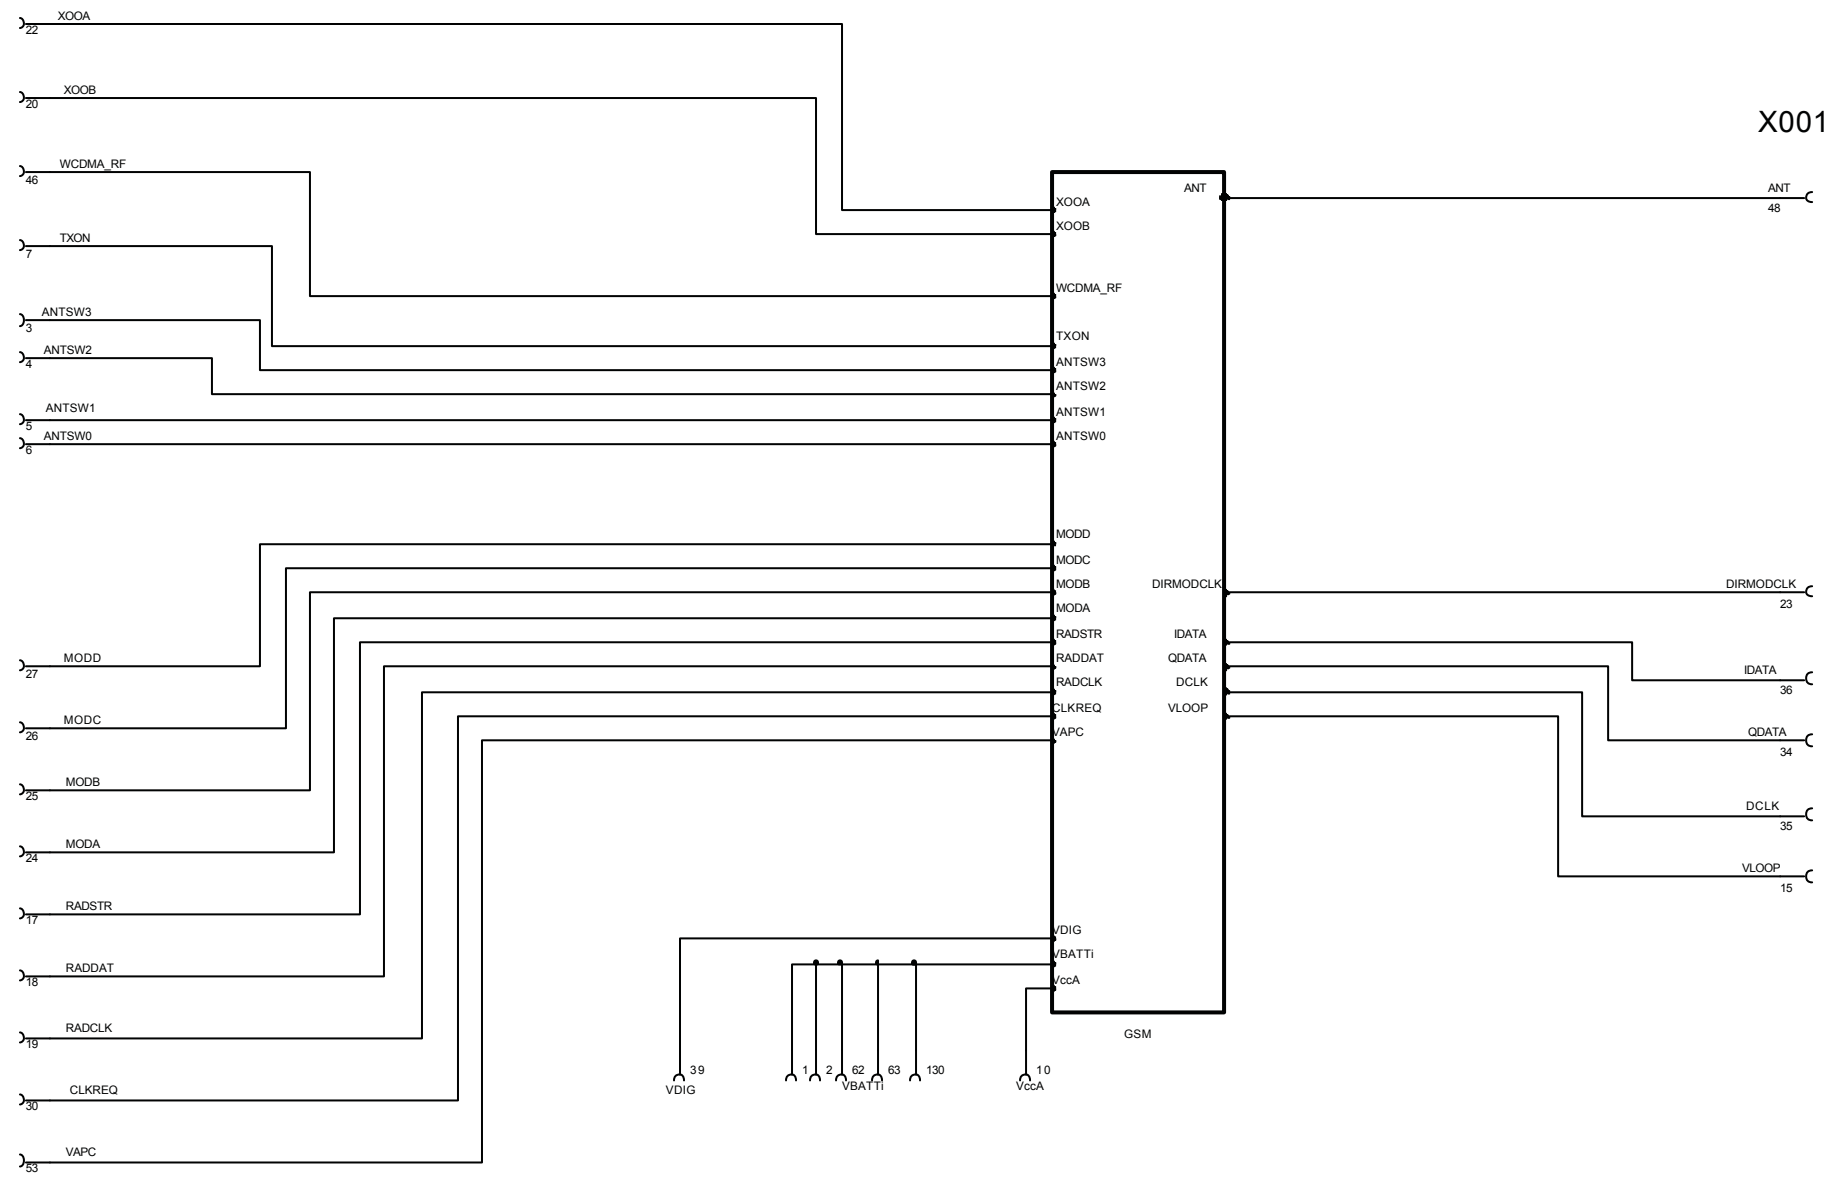 XOOA
22
XOOB
20
X001
WCDMA_RF
46
TXON
7
ANTSW3
3
ANTSW2
4
ANTSW1
5
ANTSW0
6
MODD
27
MODC
26
MODB
25
MODA
24
RADSTR
17
RADDAT
18
RADCLK
19
CLKREQ
30
VAPC
53
XOOA
XOOB
WCDMA_RF
TXON
ANTSW3
ANTSW2
ANTSW1
ANTSW0
MODD
MODC
MODB
MODA
RADSTR
RADDAT
RADCLK
CLKREQ
VAPC
VDIG
VBATTi
VccA
ANT
DIRMODCLK
IDATA
QDATA
DCLK
VLOOP
GSM
39
VDIG
1 2 62 63 130
VBATTi
10
VccA
ANT
48
DIRMODCLK
23
IDATA
36
QDATA
34
DCLK
35
VLOOP
15